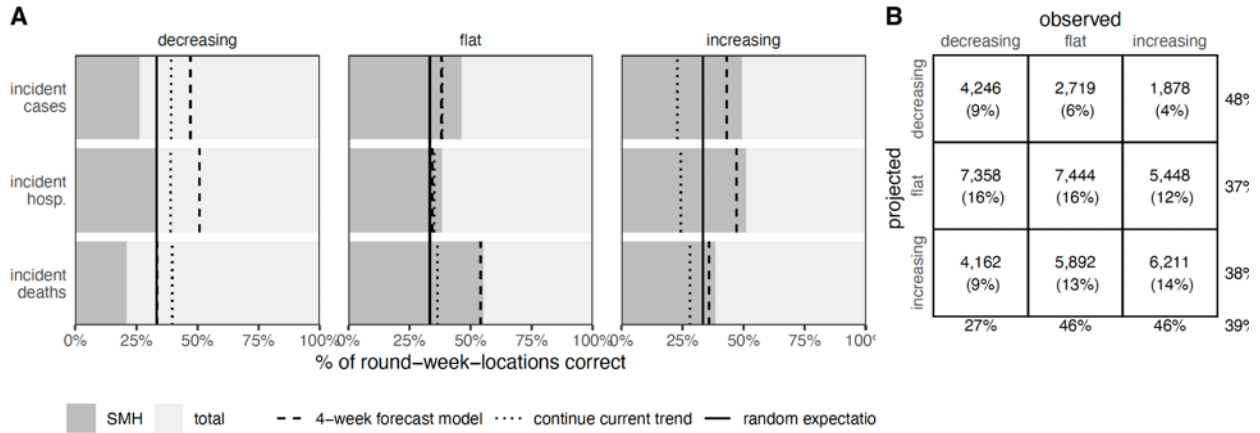 A
decreasing
flat
increasing
incident
cases
incident
hosp.
incident
deaths
0%
25%
50%
75%
100%
0%
25%
50%
75%
100%
0%
25%
50%
75%
100%
% of round-week-locations correct
SMH
total
4-week forecast model
continue current trend
random expectatio
B
observed
decreasing
flat
increasing
projected
decreasing
4,246
(9%)
2,719
(6%)
1,878
(4%)
48%
flat
7,358
(16%)
7,444
(16%)
5,448
(12%)
37%
increasing
4,162
(9%)
5,892
(13%)
6,211
(14%)
38%
27%
46%
46%
39%